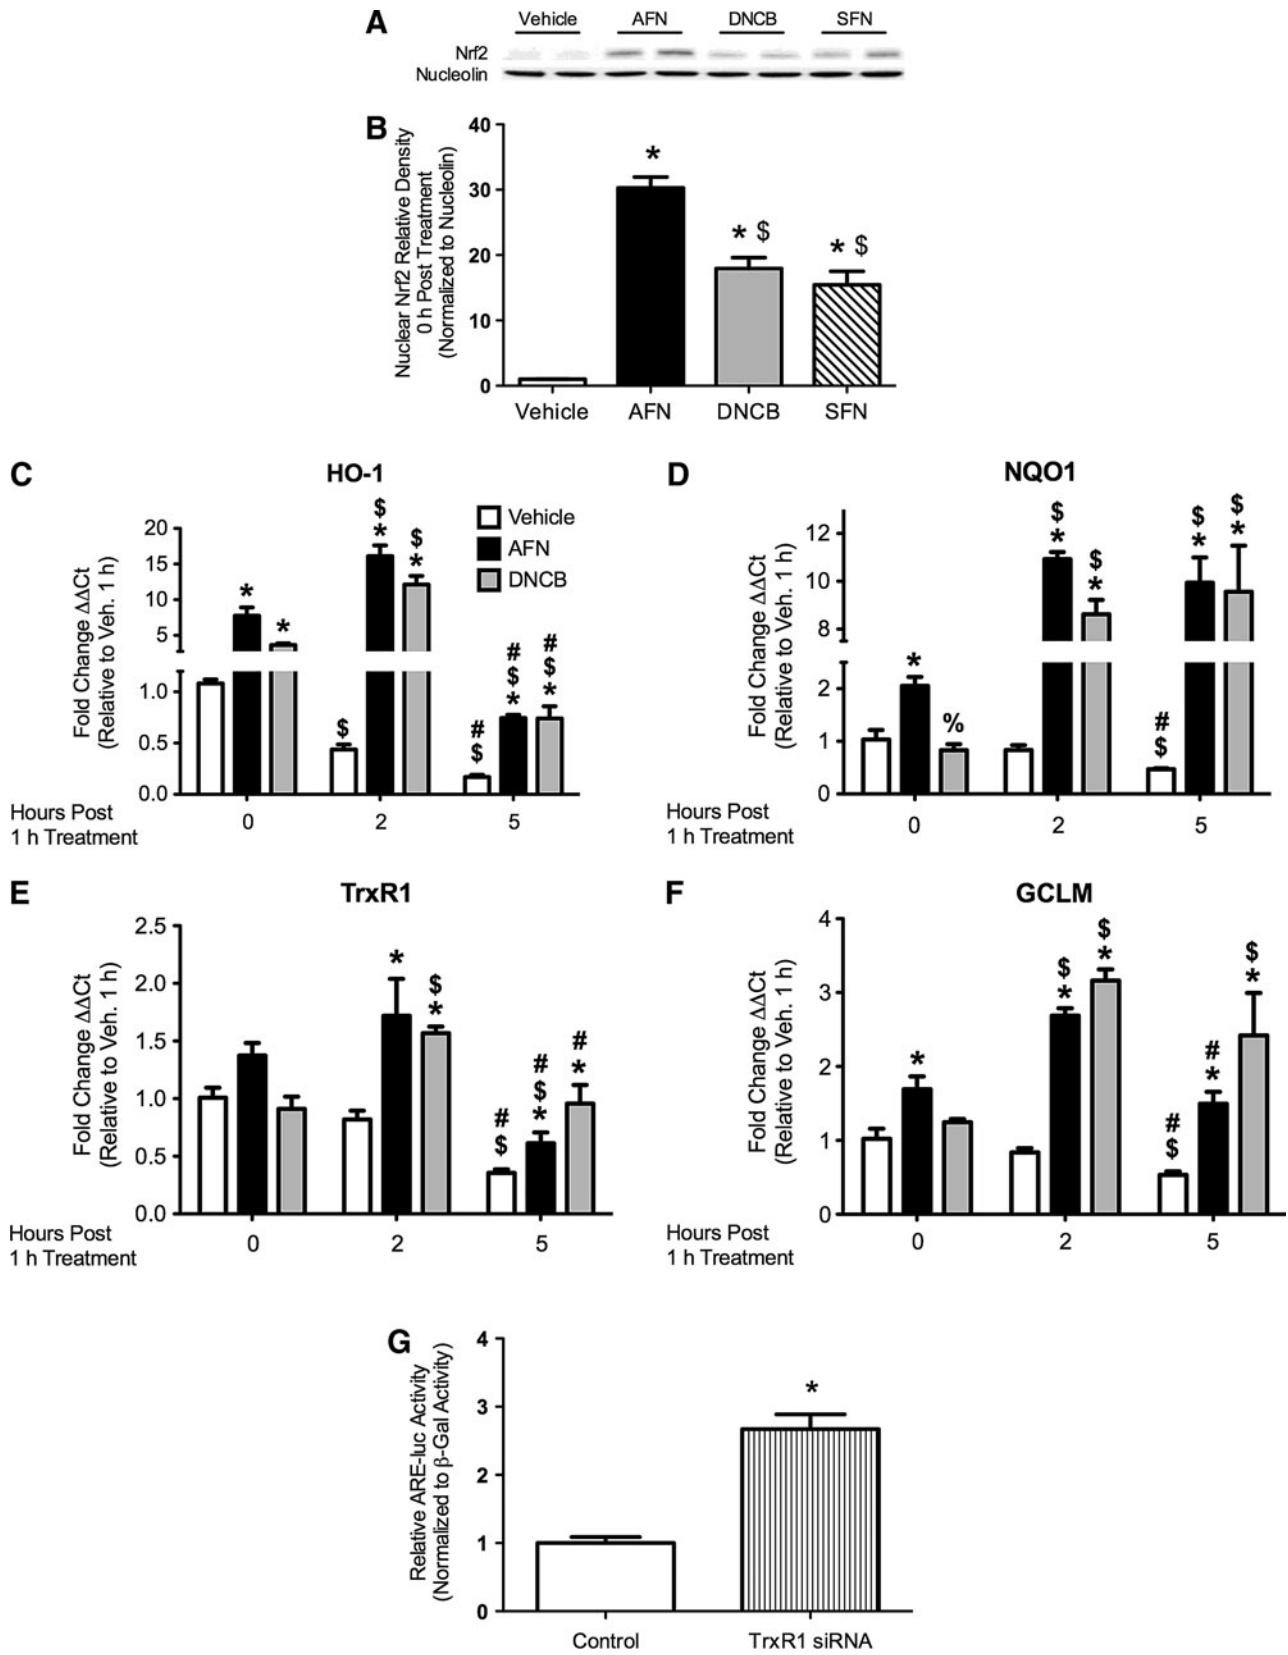 A
Vehicle AFN DNCB SFN
Nrf2
Nucleolin
B
Nuclear Nrf2 Relative Density
0 h Post Treatment
(Normalized to Nucleolin)
40
30
20
10
0
*
* $
* $
Vehicle AFN DNCB SFN
C
HO-1
Fold Change ΔΔCt
(Relative to Veh. 1 h)
20
15
10
5
1.0
0.5
0.0
* *
$ $ * $ *
# $ # $ * # $ *
Vehicle
AFN
DNCB
Hours Post
1 h Treatment
0 2 5
D
NQO1
Fold Change ΔΔCt
(Relative to Veh. 1 h)
12
10
8
2
1
0
* %
$ * $ *
# $ $ * $ *
Hours Post
1 h Treatment
0 2 5
E
TrxR1
Fold Change ΔΔCt
(Relative to Veh. 1 h)
2.5
2.0
1.5
1.0
0.5
0.0
* $ *
# $ # $ * # *
Hours Post
1 h Treatment
0 2 5
F
GCLM
Fold Change ΔΔCt
(Relative to Veh. 1 h)
4
3
2
1
0
*
$ * $ *
# $ # * $ *
Hours Post
1 h Treatment
0 2 5
G
Relative ARE-luc Activity
(Normalized to β-Gal Activity)
4
3
2
1
0
*
Control TrxR1 siRNA